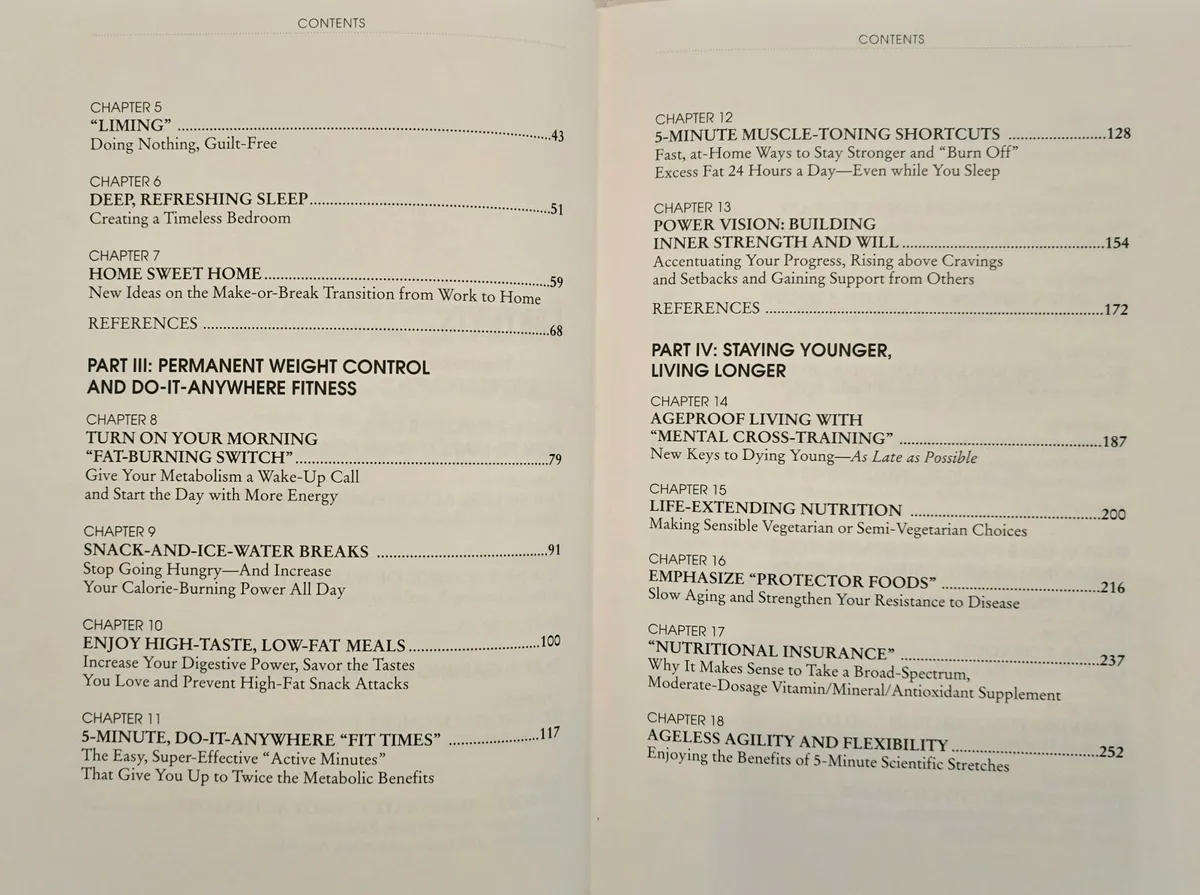 CONTENTS
CHAPTER 5
“LIMING” ........................................43
Doing Nothing, Guilt-Free
CHAPTER 6
DEEP, REFRESHING SLEEP........................................51
Creating a Timeless Bedroom
CHAPTER 7
HOME SWEET HOME........................................59
New Ideas on the Make-or-Break Transition from Work to Home
REFERENCES ........................................68
PART III: PERMANENT WEIGHT CONTROL
AND DO-IT-ANYWHERE FITNESS
CHAPTER 8
TURN ON YOUR MORNING
“FAT-BURNING SWITCH”........................................79
Give Your Metabolism a Wake-Up Call
and Start the Day with More Energy
CHAPTER 9
SNACK-AND-ICE-WATER BREAKS ........................................91
Stop Going Hungry—And Increase
Your Calorie-Burning Power All Day
CHAPTER 10
ENJOY HIGH-TASTE, LOW-FAT MEALS........................................100
Increase Your Digestive Power, Savor the Tastes
You Love and Prevent High-Fat Snack Attacks
CHAPTER 11
5-MINUTE, DO-IT-ANYWHERE “FIT TIMES” ........................................117
The Easy, Super-Effective “Active Minutes”
That Give You Up to Twice the Metabolic Benefits
CONTENTS
CHAPTER 12
5-MINUTE MUSCLE-TONING SHORTCUTS ........................................128
Fast, at-Home Ways to Stay Stronger and “Burn Off”
Excess Fat 24 Hours a Day—Even while You Sleep
CHAPTER 13
POWER VISION: BUILDING
INNER STRENGTH AND WILL........................................154
Accentuating Your Progress, Rising above Cravings
and Setbacks and Gaining Support from Others
REFERENCES ........................................172
PART IV: STAYING YOUNGER,
LIVING LONGER
CHAPTER 14
AGEPROOF LIVING WITH
“MENTAL CROSS-TRAINING” ........................................187
New Keys to Dying Young—As Late as Possible
CHAPTER 15
LIFE-EXTENDING NUTRITION ........................................200
Making Sensible Vegetarian or Semi-Vegetarian Choices
CHAPTER 16
EMPHASIZE “PROTECTOR FOODS” ........................................216
Slow Aging and Strengthen Your Resistance to Disease
CHAPTER 17
“NUTRITIONAL INSURANCE” ........................................237
Why It Makes Sense to Take a Broad-Spectrum,
Moderate-Dosage Vitamin/Mineral/Antioxidant Supplement
CHAPTER 18
AGELESS AGILITY AND FLEXIBILITY........................................252
Enjoying the Benefits of 5-Minute Scientific Stretches